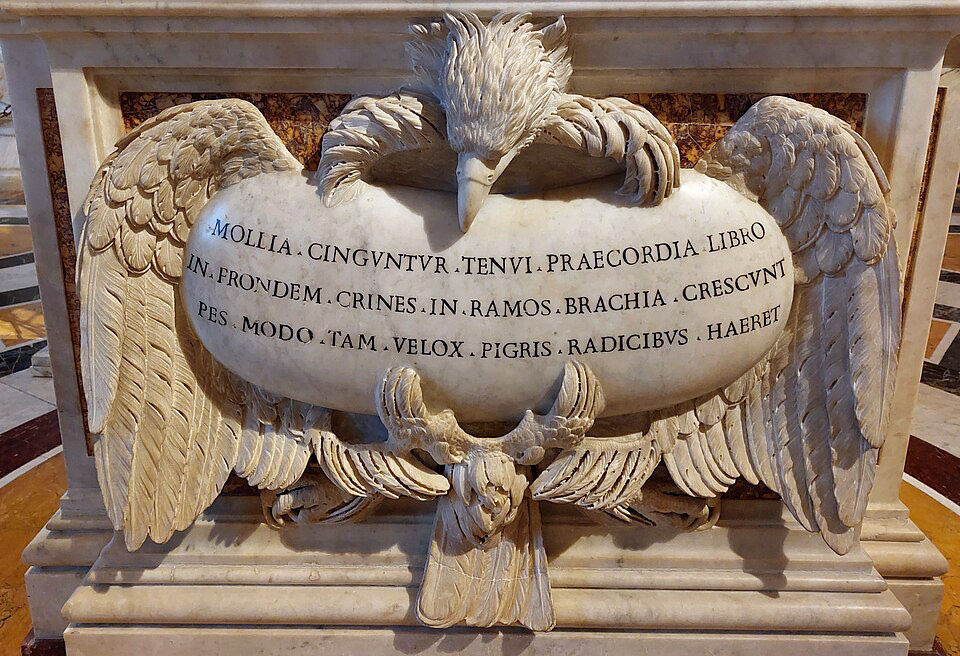 MOLLIA . CINGVNTVR . TENVI . PRAECORDIA . LIBRO
IN . FRONDEM . CRINES . IN . RAMOS . BRACHIA . CRESCVNT
PES . MODO . TAM . VELOX . PIGRIS . RADICIBVS . HAERET